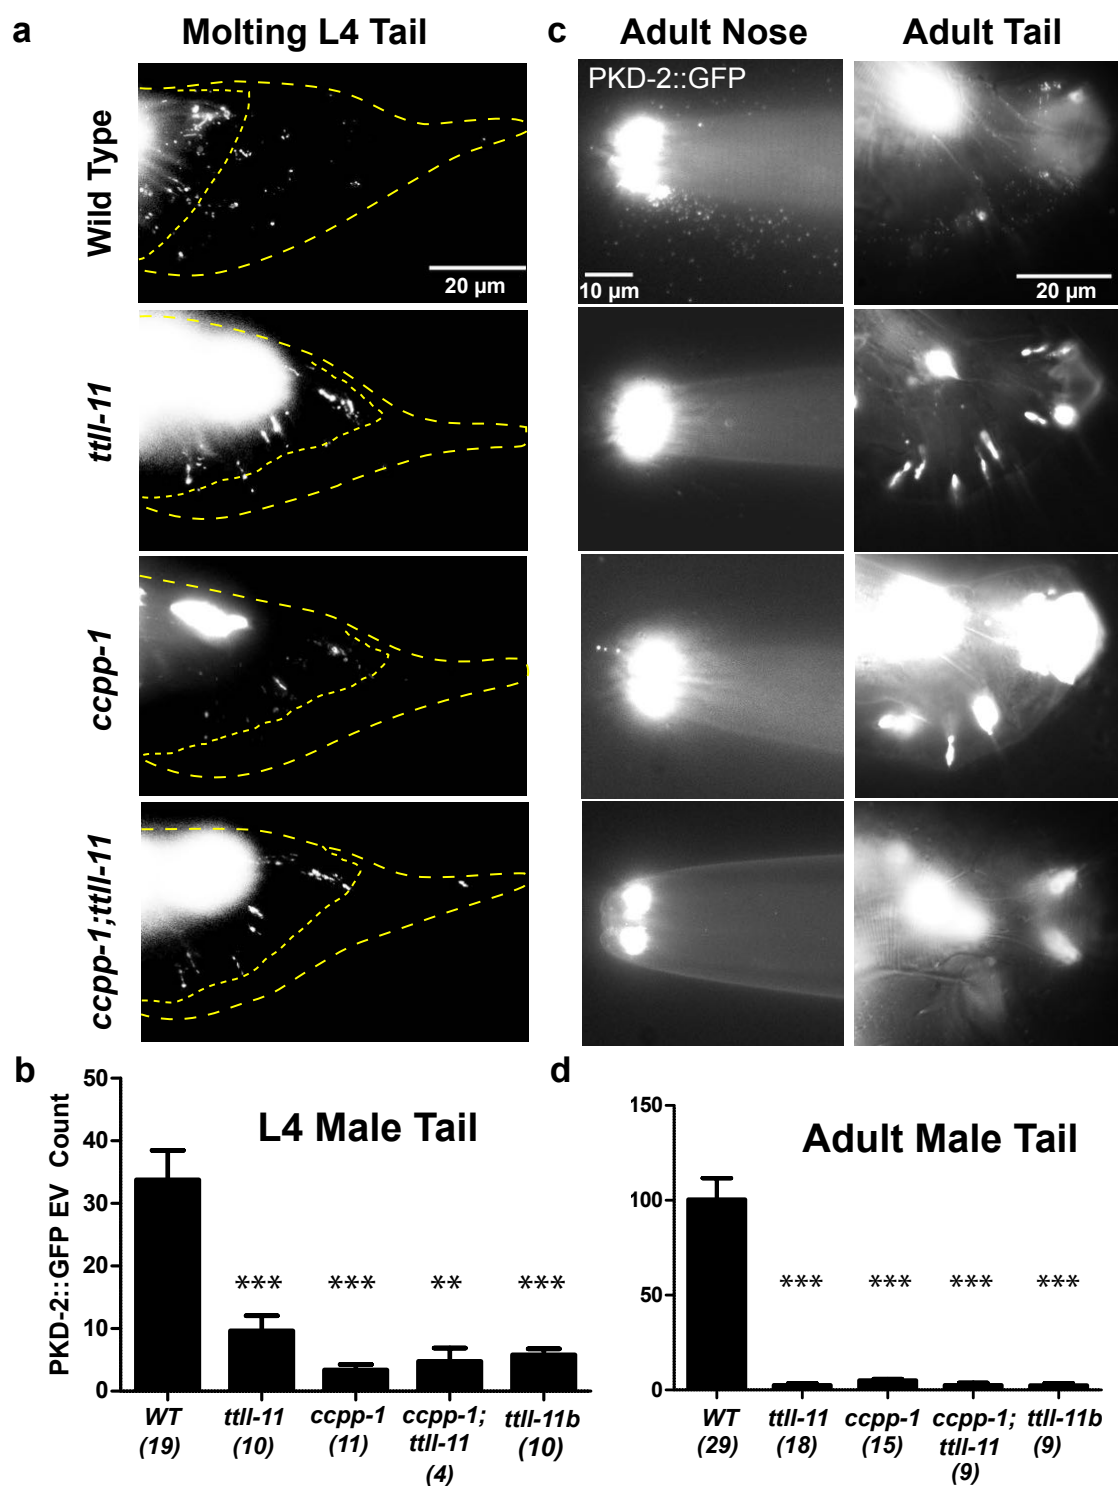 a
Molting L4 Tail
Wild Type
20 µm
ttll-11
ccpp-1
ccpp-1;ttll-11
c
Adult Nose
Adult Tail
PKD-2::GFP
10 µm
20 µm
b
L4 Male Tail
PKD-2::GFP EV Count
50
40
30
20
10
0
*** *** ** ***
WT ttll-11 ccpp-1 ccpp-1; ttll-11b
ttll-11
(19) (10) (11) (4) (10)
d
Adult Male Tail
150
100
50
0
*** *** *** ***
WT ttll-11 ccpp-1 ccpp-1; ttll-11b
ttll-11
(29) (18) (15) (9) (9)